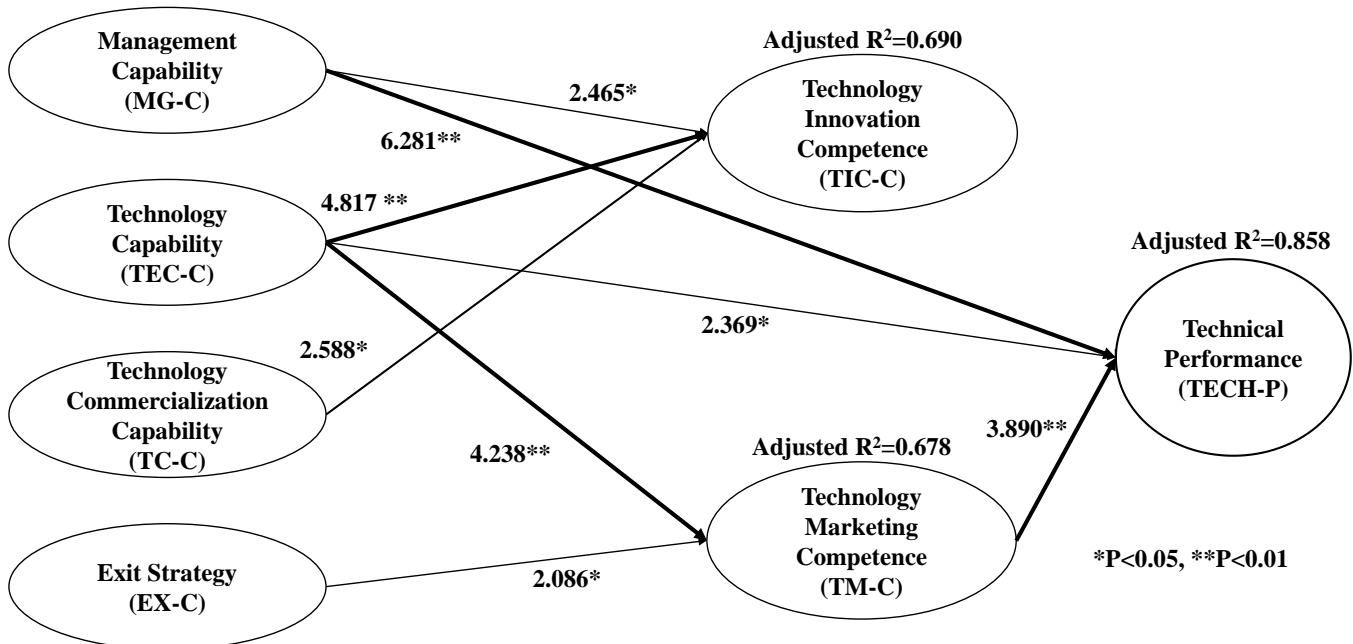 Management
Capability
(MG-C)
Adjusted R²=0.690
Technology
Innovation
Competence
(TIC-C)
2.465*
6.281**
Technology
Capability
(TEC-C)
4.817 **
Adjusted R²=0.858
Technical
Performance
(TECH-P)
2.369*
Technology
Commercialization
Capability
(TC-C)
2.588*
4.238**
3.890**
Adjusted R²=0.678
Technology
Marketing
Competence
(TM-C)
Exit Strategy
(EX-C)
2.086*
*P<0.05, **P<0.01